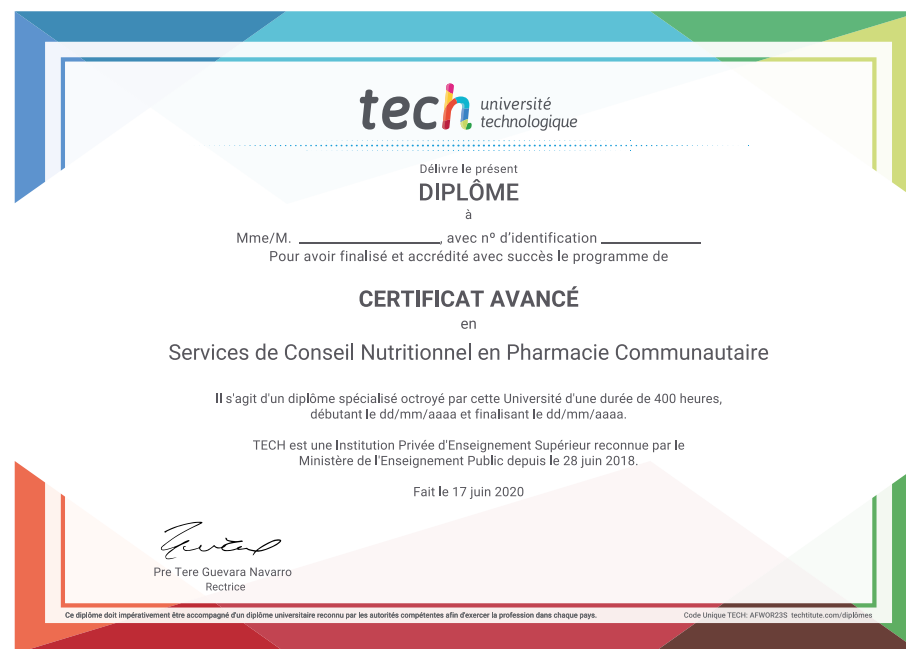 tech université
technologique
Délivre le présent
DIPLÔME
à
Mme/M. ____________________, avec nº d'identification ______________
Pour avoir finalisé et accrédité avec succès le programme de
CERTIFICAT AVANCÉ
en
Services de Conseil Nutritionnel en Pharmacie Communautaire
Il s'agit d'un diplôme spécialisé octroyé par cette Université d'une durée de 400 heures,
débutant le dd/mm/aaaa et finalisant le dd/mm/aaaa.
TECH est une Institution Privée d'Enseignement Supérieur reconnue par le
Ministère de l'Enseignement Public depuis le 28 juin 2018.
Fait le 17 juin 2020
Pre Tere Guevara Navarro
Rectrice
Ce diplôme doit impérativement être accompagné d'un diplôme universitaire reconnu par les autorités compétentes afin d'exercer la profession dans chaque pays.
Code Unique TECH: AFWOR23S techtitute.com/diplômes